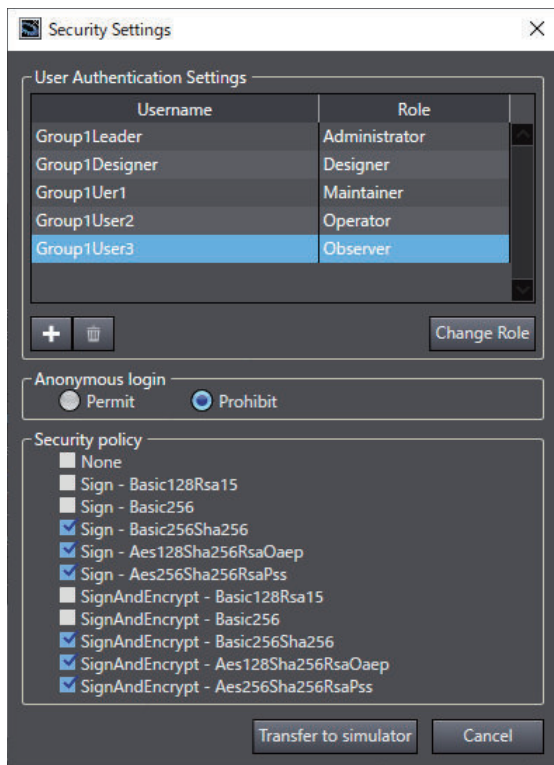 Security Settings
User Authentication Settings
Username Role
Group1Leader Administrator
Group1Designer Designer
Group1Uer1 Maintainer
Group1User2 Operator
Group1User3 Observer
Change Role
Anonymous login
Permit Prohibit
Security policy
None
Sign - Basic128Rsa15
Sign - Basic256
Sign - Basic256Sha256
Sign - Aes128Sha256RsaOaep
Sign - Aes256Sha256RsaPss
SignAndEncrypt - Basic128Rsa15
SignAndEncrypt - Basic256
SignAndEncrypt - Basic256Sha256
SignAndEncrypt - Aes128Sha256RsaOaep
SignAndEncrypt - Aes256Sha256RsaPss
Transfer to simulator Cancel